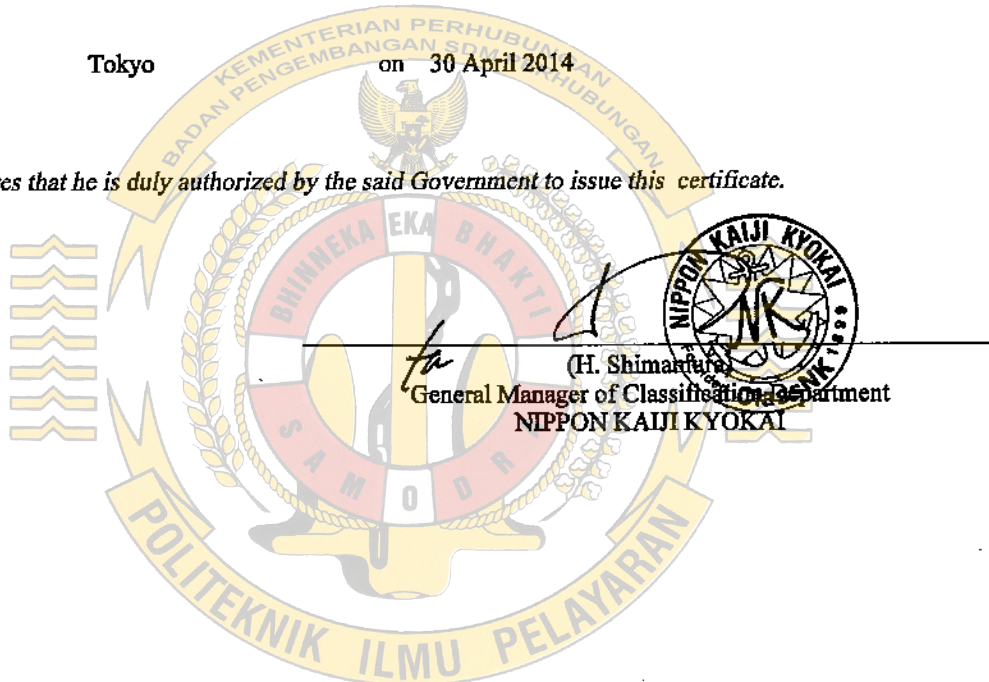 KEMENTERIAN PERHUBUNGAN
BADAN PENGEMBANGAN SDM PERHUBUNGAN
Tokyo on 30 April 2014
es that he is duly authorized by the said Government to issue this certificate.
BHINNEKA EKA BHAKTI
NIPPON KAIJI KYOKAI 1899
NK
(H. Shimamura)
General Manager of Classification Department
NIPPON KAIJI KYOKAI
SAMODRA
POLITEKNIK ILMU PELAYARAN